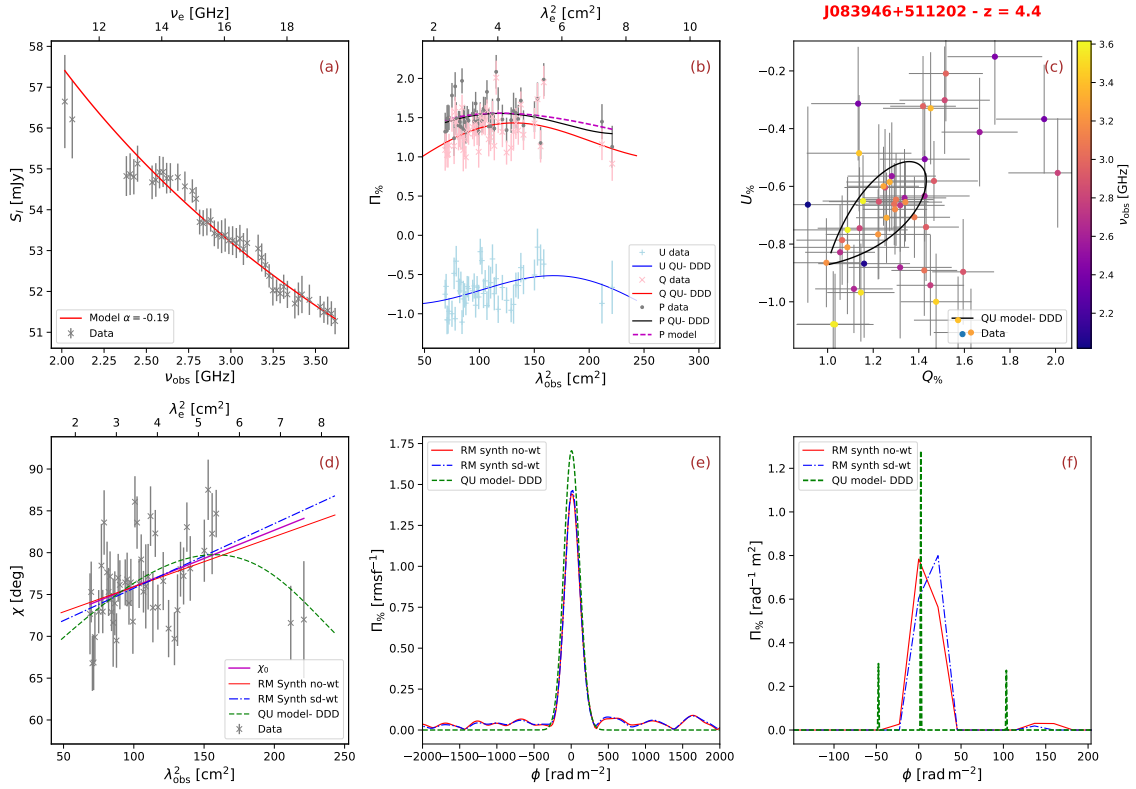 J083946+511202 - z = 4.4
ν_e [GHz]
12 14 16 18
(a)
58
57
56
55
54
53
52
51
S_I [mJy]
Model α = -0.19
Data
2.00 2.25 2.50 2.75 3.00 3.25 3.50
ν_obs [GHz]
λ_e^2 [cm^2]
2 4 6 8 10
(b)
2.0
1.5
1.0
0.5
0.0
−0.5
−1.0
Π_%
U data
U QU- DDD
Q data
Q QU- DDD
P data
P QU- DDD
P model
50 100 150 200 250 300
λ_obs^2 [cm^2]
(c)
−0.2
−0.4
−0.6
−0.8
−1.0
U_%
QU model- DDD
Data
1.0 1.2 1.4 1.6 1.8 2.0
Q_%
3.6
3.4
3.2
3.0
2.8
2.6
2.4
2.2
ν_obs [GHz]
λ_e^2 [cm^2]
2 3 4 5 6 7 8
(d)
90
85
80
75
70
65
60
χ [deg]
χ_0
RM Synth no-wt
RM Synth sd-wt
QU model- DDD
Data
50 100 150 200 250
λ_obs^2 [cm^2]
(e)
RM synth no-wt
RM synth sd-wt
QU model- DDD
1.75
1.50
1.25
1.00
0.75
0.50
0.25
0.00
Π_% [rmsf^−1]
−2000 −1500 −1000 −500 0 500 1000 1500 2000
ϕ [rad m^−2]
(f)
RM synth no-wt
RM synth sd-wt
QU model- DDD
1.2
1.0
0.8
0.6
0.4
0.2
0.0
Π_% [rad^−1 m^2]
−100 −50 0 50 100 150 200
ϕ [rad m^−2]